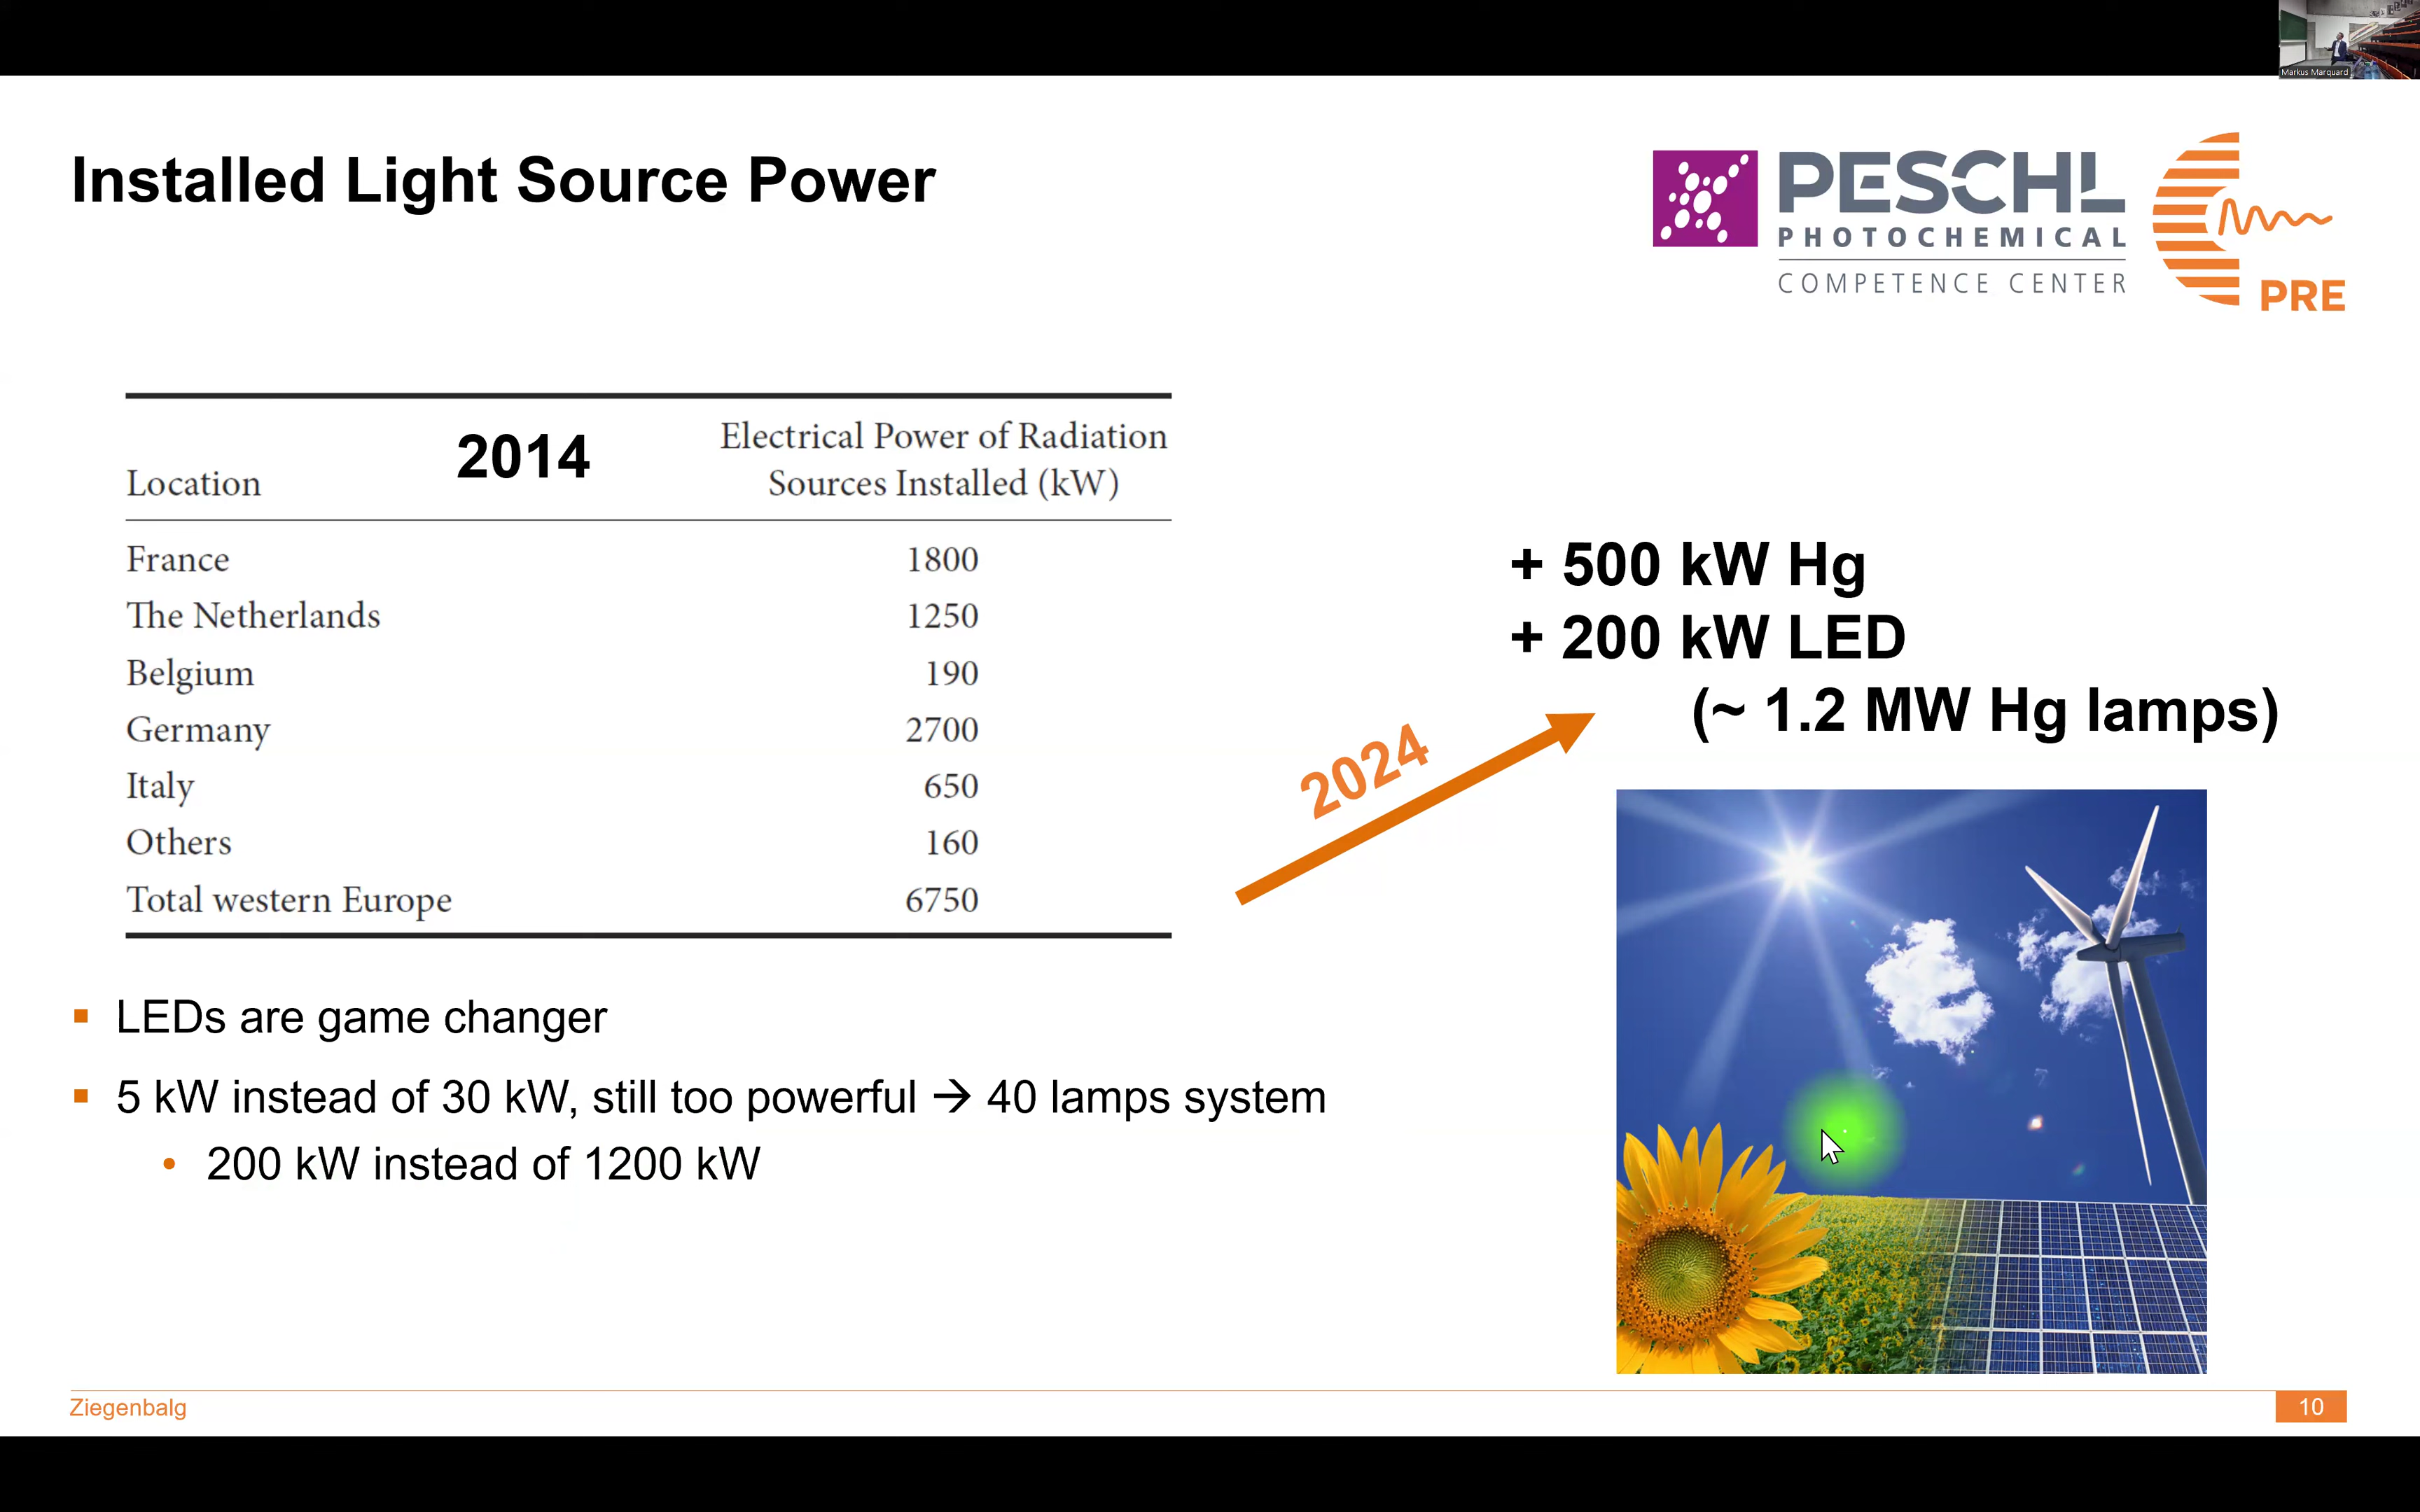 Markus Marquard
Installed Light Source Power
PESCHL
PHOTOCHEMICAL
COMPETENCE CENTER
PRE
2014
Location
Electrical Power of Radiation
Sources Installed (kW)
France 1800
The Netherlands 1250
Belgium 190
Germany 2700
Italy 650
Others 160
Total western Europe 6750
2024
+ 500 kW Hg
+ 200 kW LED
(~ 1.2 MW Hg lamps)
▪ LEDs are game changer
▪ 5 kW instead of 30 kW, still too powerful → 40 lamps system
• 200 kW instead of 1200 kW
Ziegenbalg
10